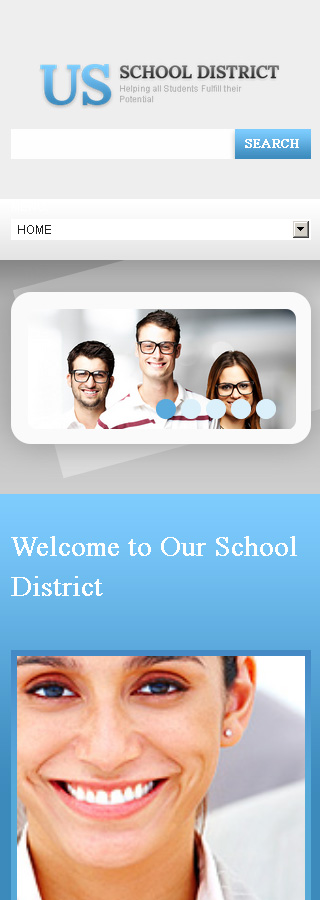 US SCHOOL DISTRICT
Helping all Students Fulfill their
Potential
SEARCH
HOME
Welcome to Our School
District